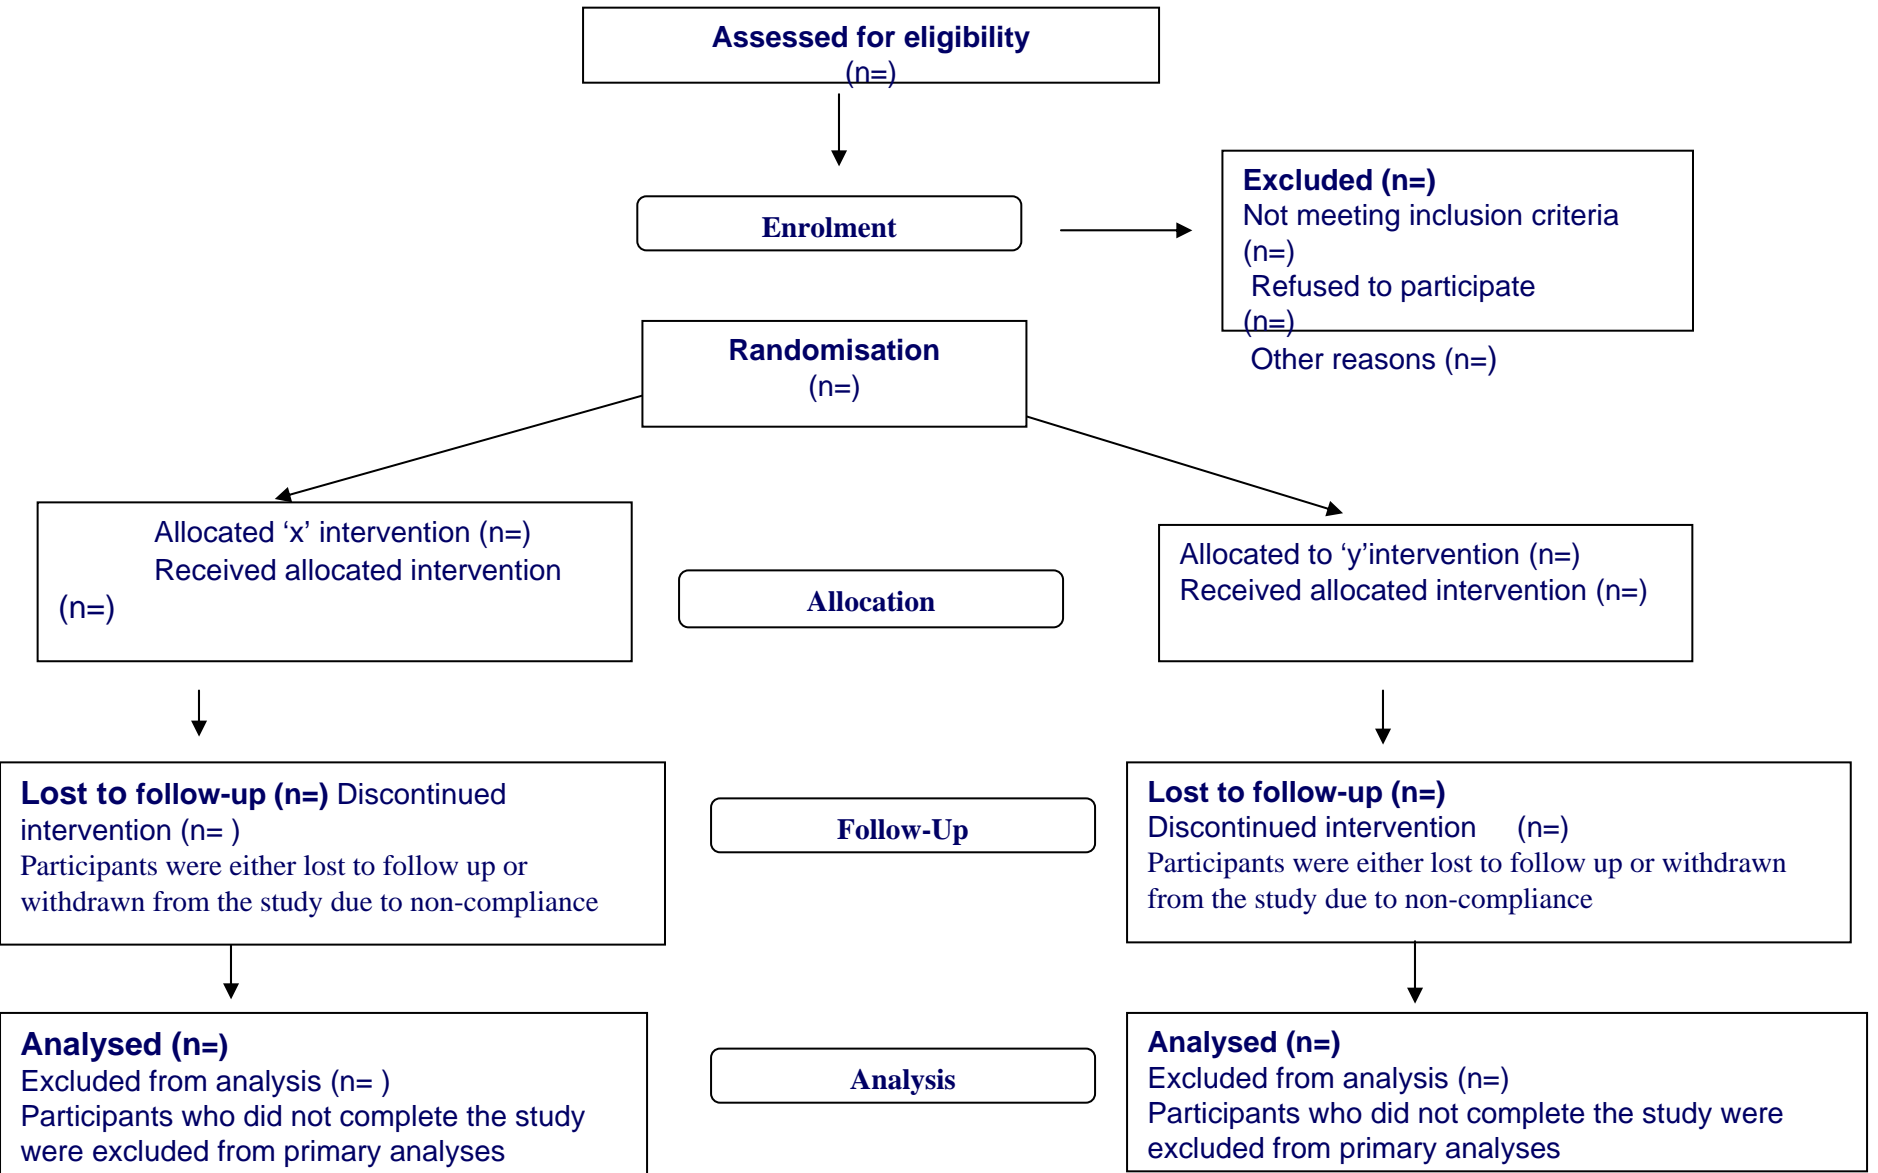 Assessed for eligibility
(n=)
Enrolment
Excluded (n=)
Not meeting inclusion criteria
(n=)
Refused to participate
(n=)
Other reasons (n=)
Randomisation
(n=)
Allocated ‘x’ intervention (n=)
Received allocated intervention
(n=)
Allocation
Allocated to ‘y’intervention (n=)
Received allocated intervention (n=)
Lost to follow-up (n=) Discontinued
intervention (n= )
Participants were either lost to follow up or
withdrawn from the study due to non-compliance
Follow-Up
Lost to follow-up (n=)
Discontinued intervention (n=)
Participants were either lost to follow up or withdrawn
from the study due to non-compliance
Analysed (n=)
Excluded from analysis (n= )
Participants who did not complete the study
were excluded from primary analyses
Analysis
Analysed (n=)
Excluded from analysis (n=)
Participants who did not complete the study were
excluded from primary analyses